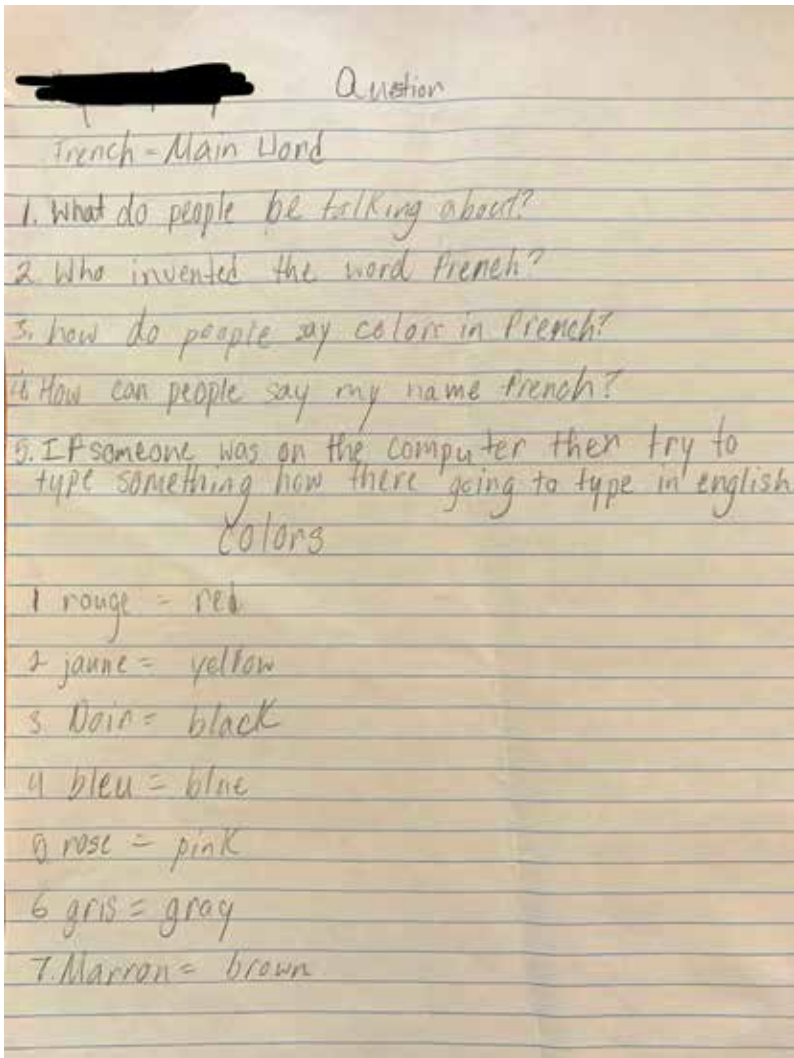 Question
French - Main Word
1. What do people be talking about?
2 Who invented the word French?
3. how do people say colors in French?
4. How can people say my name french?
5. If someone was on the computer then try to
type something how there going to type in english
Colors
1 rouge - red
2 jaune = yellow
3 Noir = black
4 bleu = blue
5 rose = pink
6 gris = gray
7. Marron = brown